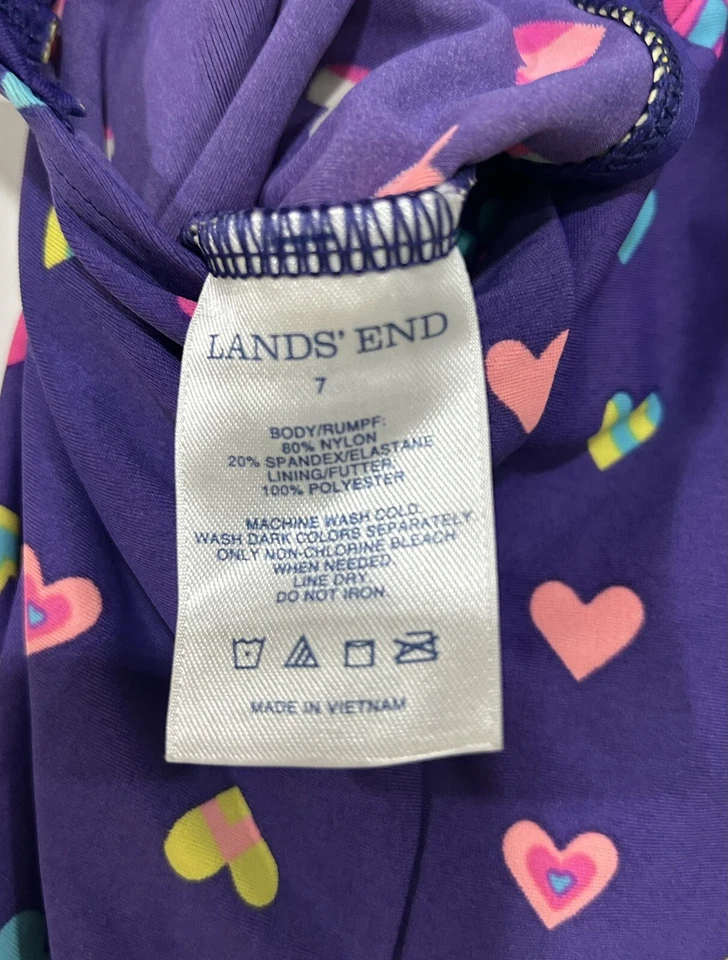 LANDS' END
7
BODY/RUMPF:
80% NYLON
20% SPANDEX/ELASTANE
LINING/FUTTER:
100% POLYESTER
MACHINE WASH COLD.
WASH DARK COLORS SEPARATELY
ONLY NON-CHLORINE BLEACH
WHEN NEEDED.
LINE DRY.
DO NOT IRON.
MADE IN VIETNAM